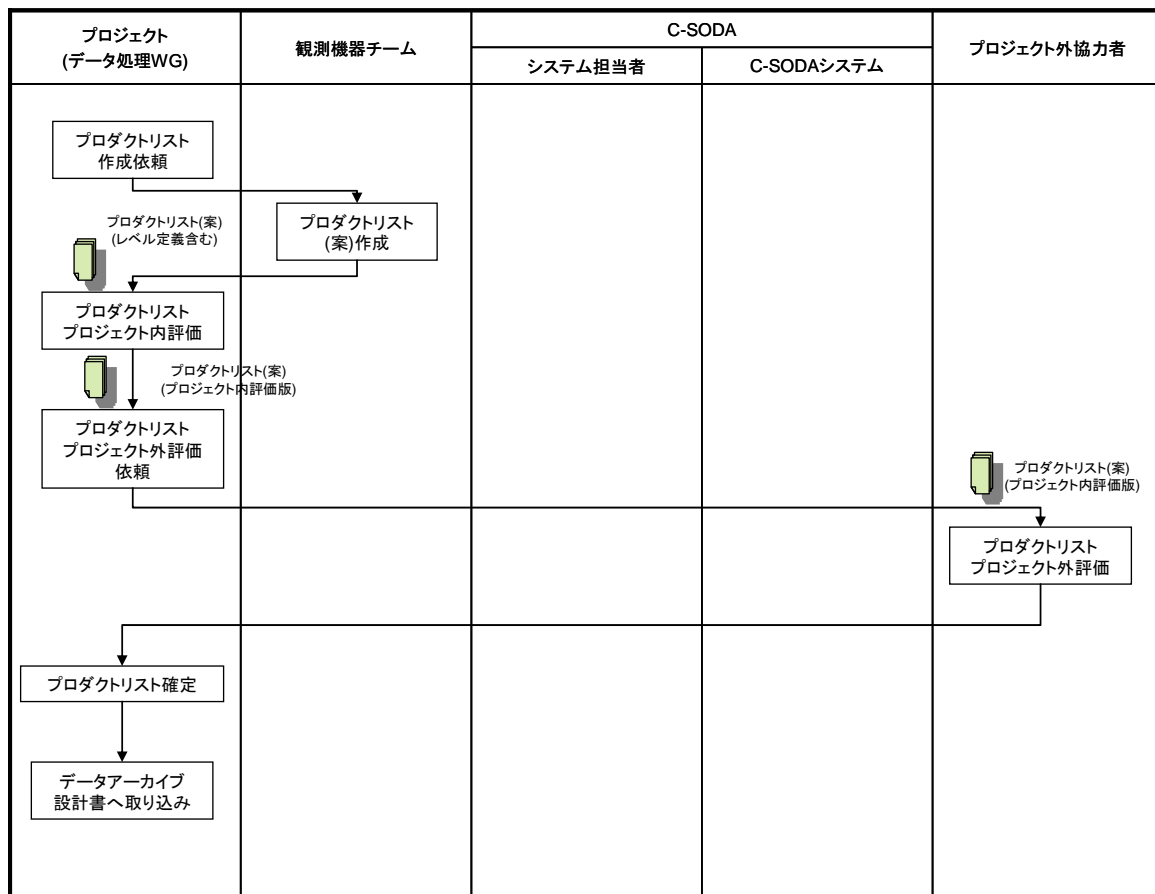 プロジェクト
(データ処理WG)
観測機器チーム
C-SODA
システム担当者
C-SODAシステム
プロジェクト外協力者
プロダクトリスト
作成依頼
プロダクトリスト
(案)作成
プロダクトリスト(案)
(レベル定義含む)
プロダクトリスト
プロジェクト内評価
プロダクトリスト(案)
(プロジェクト内評価版)
プロダクトリスト
プロジェクト外評価
依頼
プロダクトリスト(案)
(プロジェクト内評価版)
プロダクトリスト
プロジェクト外評価
プロダクトリスト確定
データアーカイブ
設計書へ取り込み